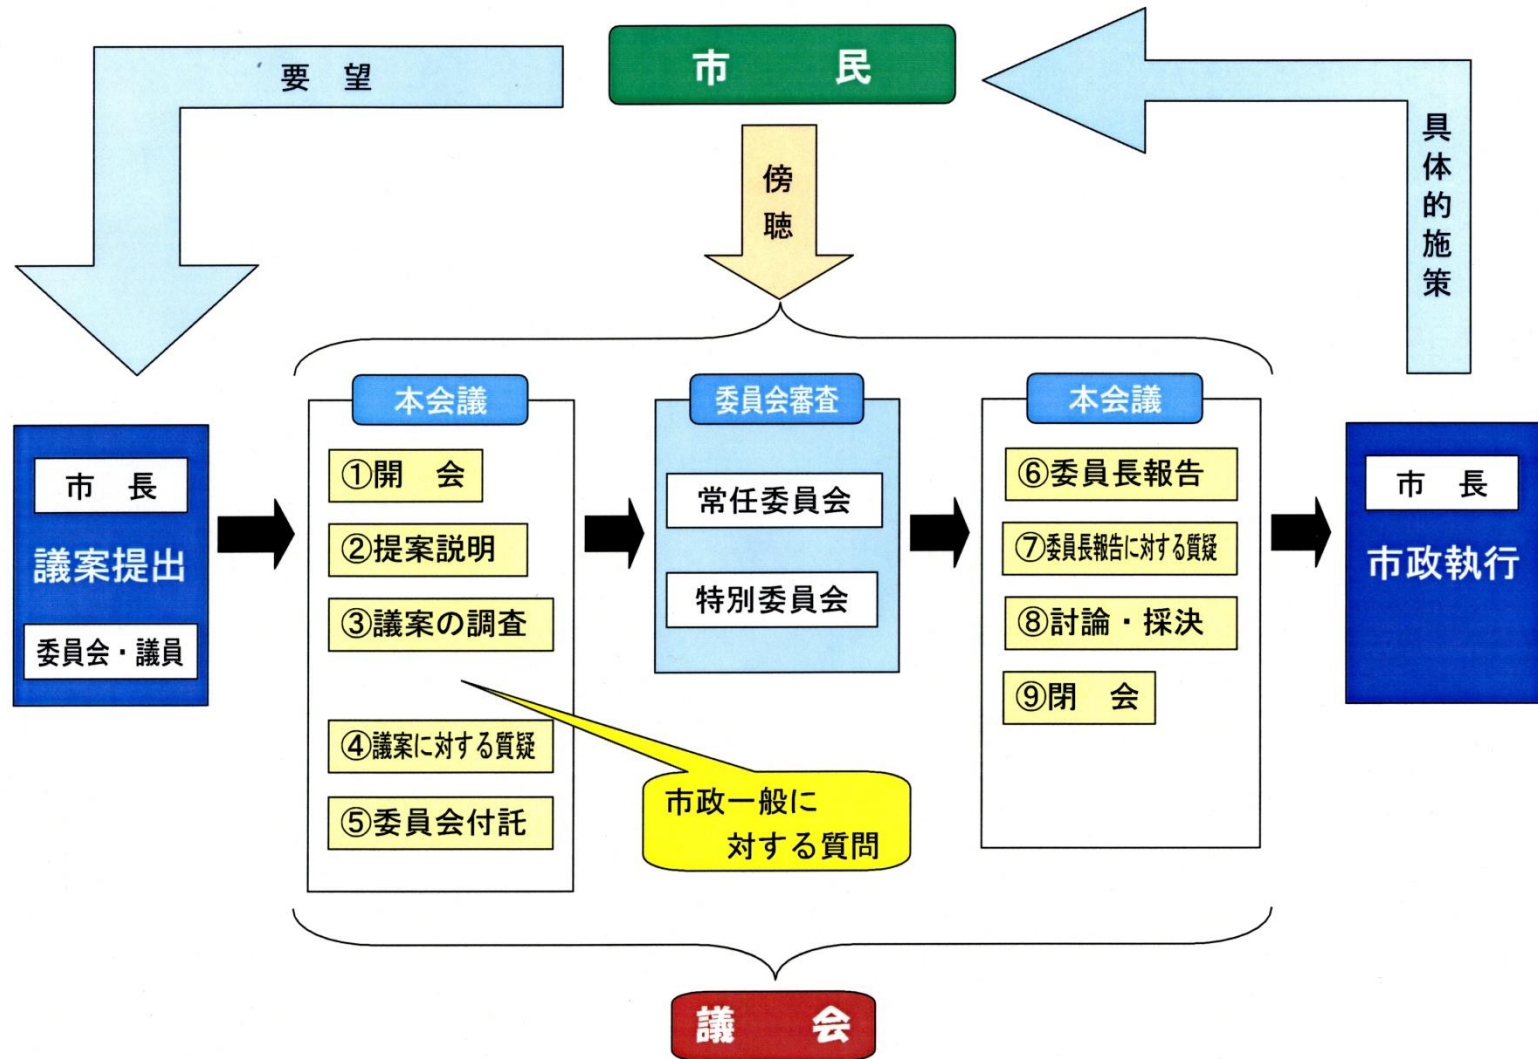 市　民
要　望
傍聴
具体的施策
市　長
議案提出
委員会・議員
本会議
①開　会
②提案説明
③議案の調査
④議案に対する質疑
⑤委員会付託
市政一般に
対する質問
委員会審査
常任委員会
特別委員会
本会議
⑥委員長報告
⑦委員長報告に対する質疑
⑧討論・採決
⑨閉　会
市　長
市政執行
議　会